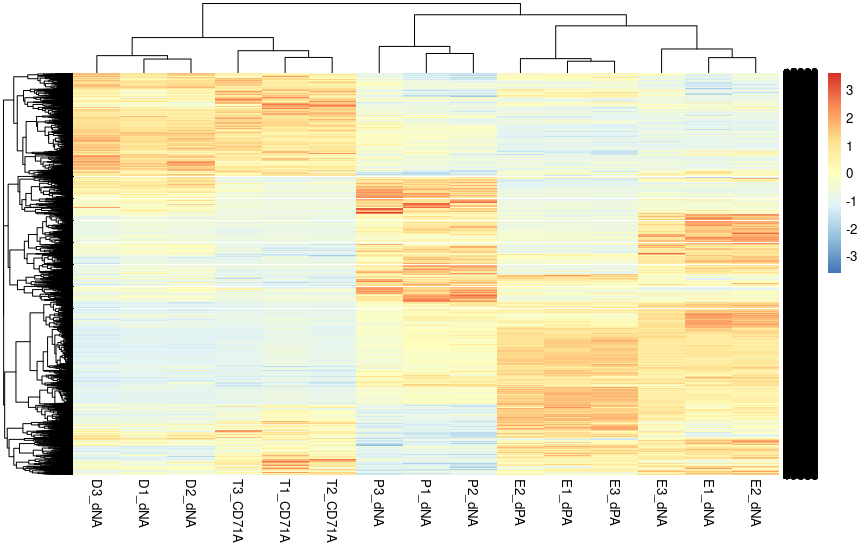 3
2
1
0
-1
-2
-3
D3_dNA
D1_dNA
D2_dNA
T3_CD71A
T1_CD71A
T2_CD71A
P3_dNA
P1_dNA
P2_dNA
E2_dPA
E1_dPA
E3_dPA
E3_dNA
E1_dNA
E2_dNA